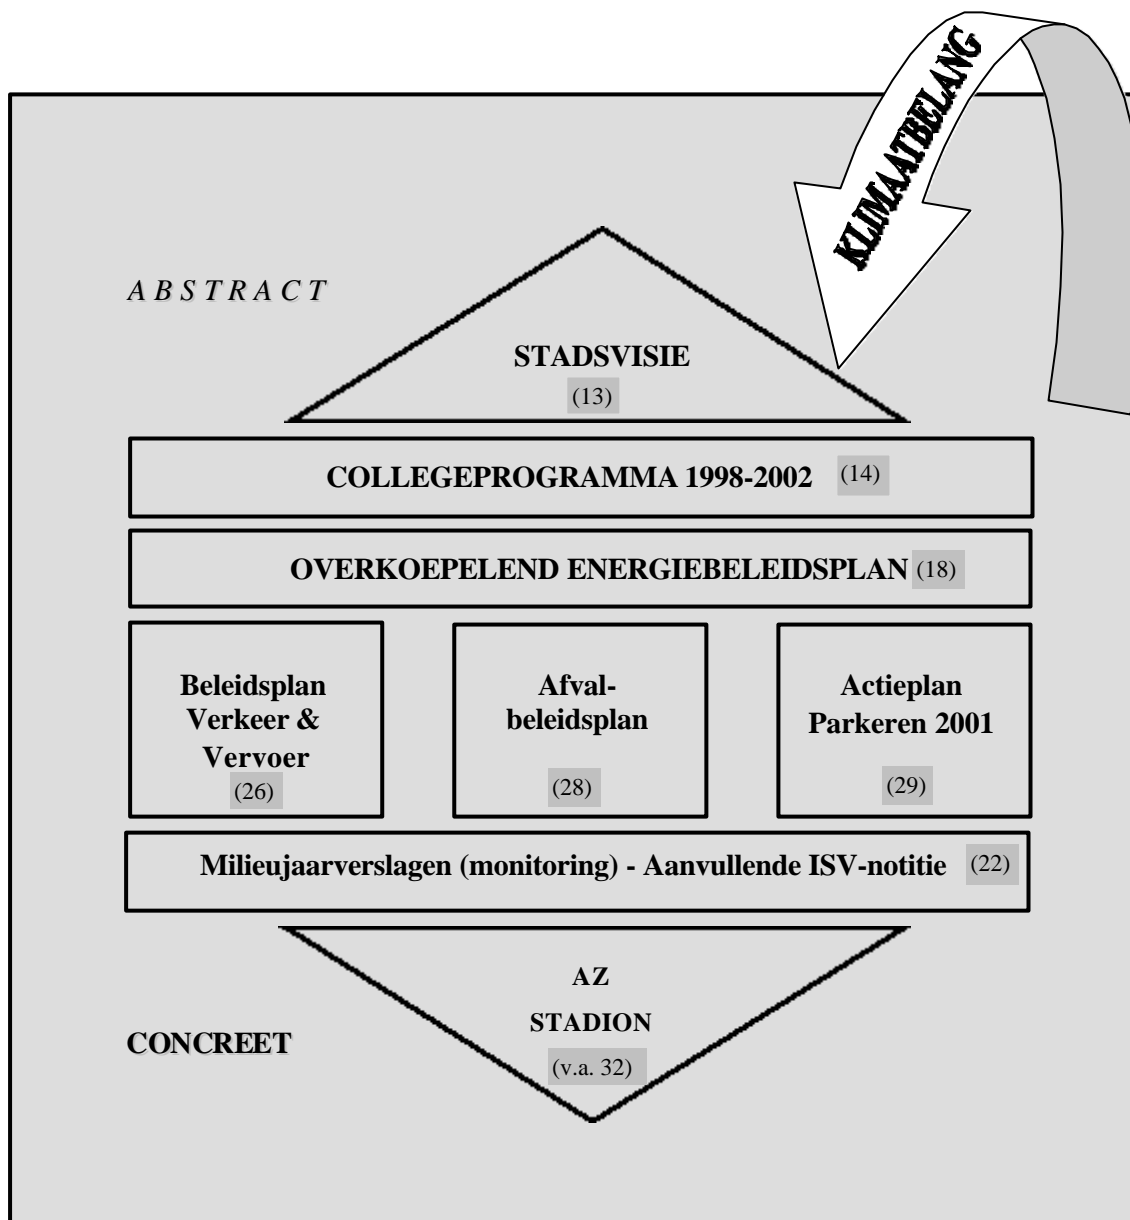 KLIMAATBELANG
ABSTRACT
STADSVISIE
(13)
COLLEGEPROGRAMMA 1998-2002 (14)
OVERKOEPELEND ENERGIEBELEIDSPLAN (18)
Beleidsplan
Verkeer &
Vervoer
(26)
Afval-
beleidsplan
(28)
Actieplan
Parkeren 2001
(29)
Milieujaarverslagen (monitoring) - Aanvullende ISV-notitie (22)
AZ
STADION
(v.a. 32)
CONCREET